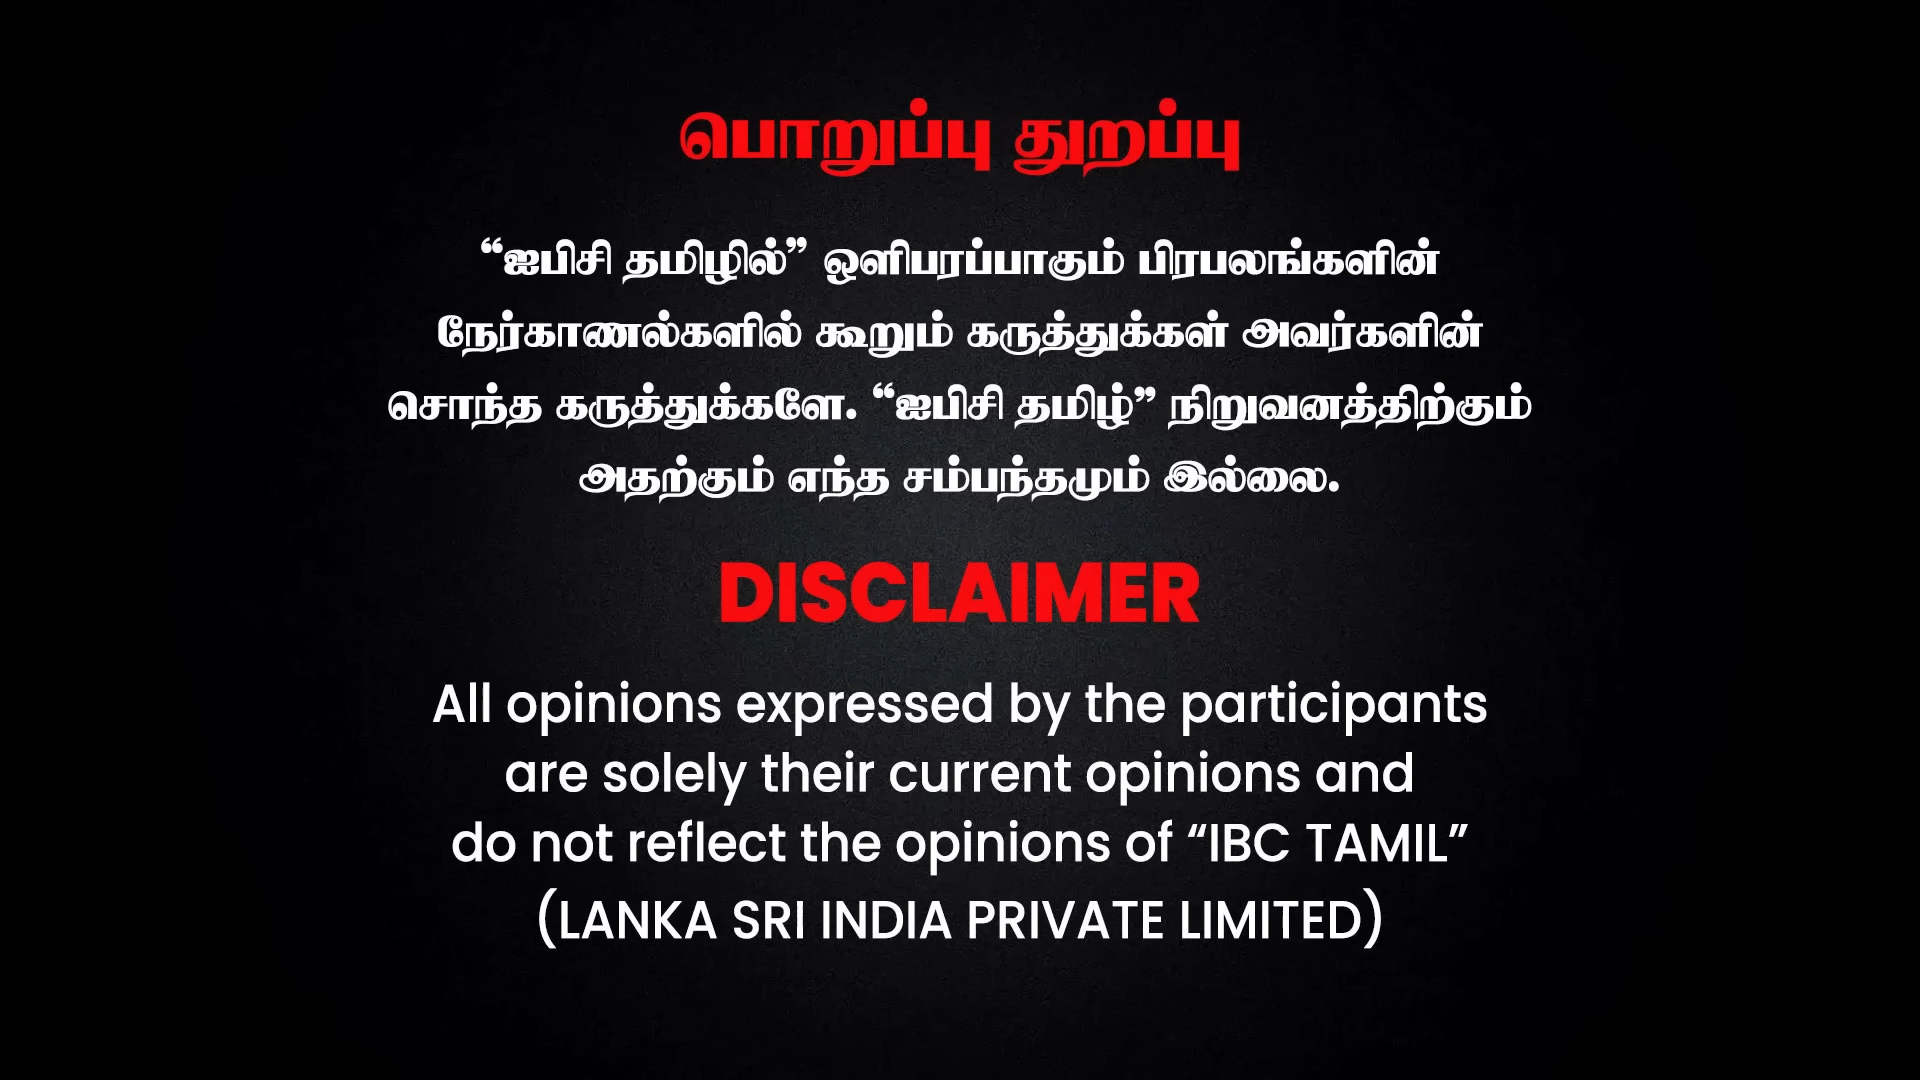 பொறுப்பு துறப்பு
“ஐபிசி தமிழில்” ஒளிபரப்பாகும் பிரபலங்களின்
நேர்காணல்களில் கூறும் கருத்துக்கள் அவர்களின்
சொந்த கருத்துக்களே. “ஐபிசி தமிழ்” நிறுவனத்திற்கும்
அதற்கும் எந்த சம்பந்தமும் இல்லை.
DISCLAIMER
All opinions expressed by the participants
are solely their current opinions and
do not reflect the opinions of “IBC TAMIL”
(LANKA SRI INDIA PRIVATE LIMITED)